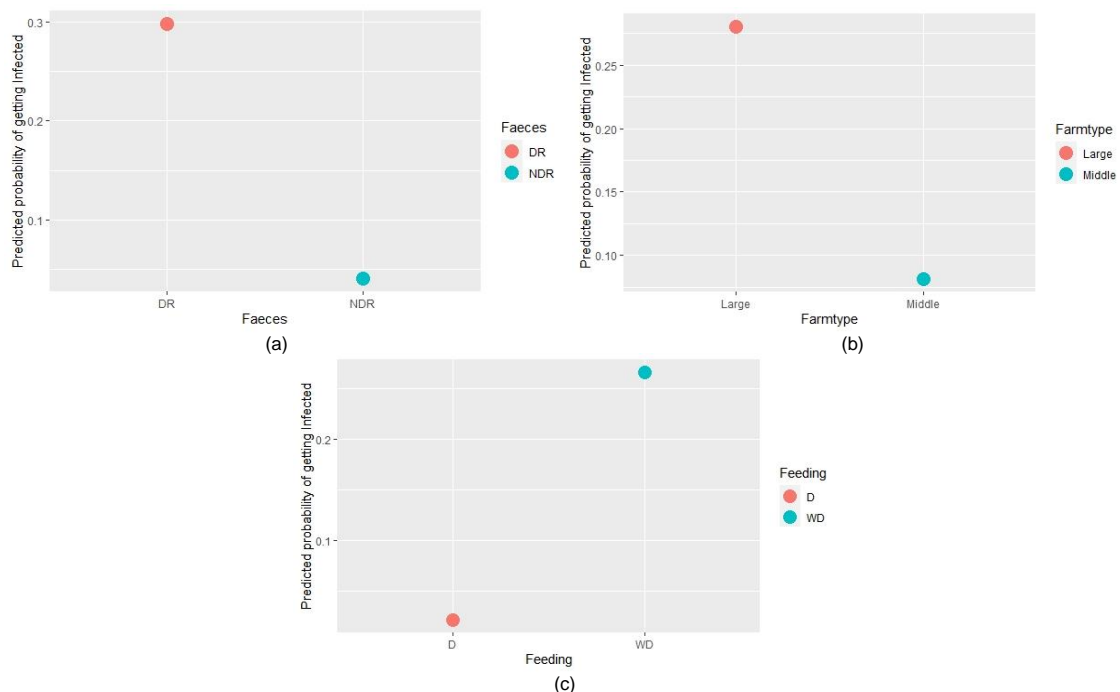 Predicted probability of getting Infected
0.3
0.2
0.1
DR
NDR
Faeces
Faeces
DR
NDR
(a)
Predicted probability of getting Infected
0.25
0.20
0.15
0.10
Large
Middle
Farmtype
Farmtype
Large
Middle
(b)
Predicted probability of getting Infected
0.2
0.1
D
WD
Feeding
Feeding
D
WD
(c)